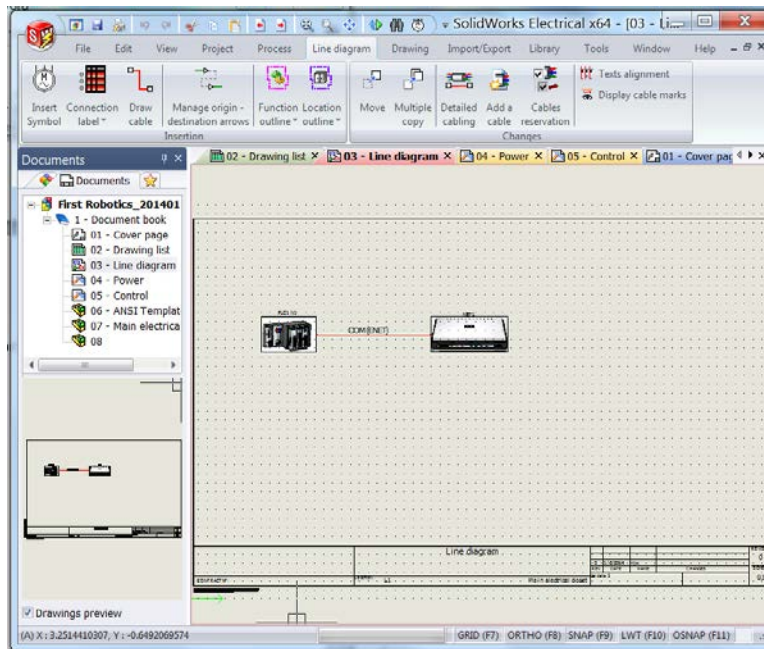 SolidWorks Electrical x64 - [03 - Li...
File Edit View Project Process Line diagram Drawing Import/Export Library Tools Window Help
Insert Symbol
Connection label
Draw cable
Manage origin - destination arrows
Function outline
Location outline
Insertion
Move
Multiple copy
Detailed cabling
Add a cable
Cables reservation
Texts alignment
Display cable marks
Changes
Documents
02 - Drawing list
03 - Line diagram
04 - Power
05 - Control
01 - Cover pag
Documents
First Robotics_201401
1 - Document book
01 - Cover page
02 - Drawing list
03 - Line diagram
04 - Power
05 - Control
06 - ANSI Templat
07 - Main electrica
08
COM(ENET)
Line diagram
Main electrical closet
Drawings preview
(A) X : 3.2514410307, Y : -0.6492069574
GRID (F7) ORTHO (F8) SNAP (F9) LWT (F10) OSNAP (F11)